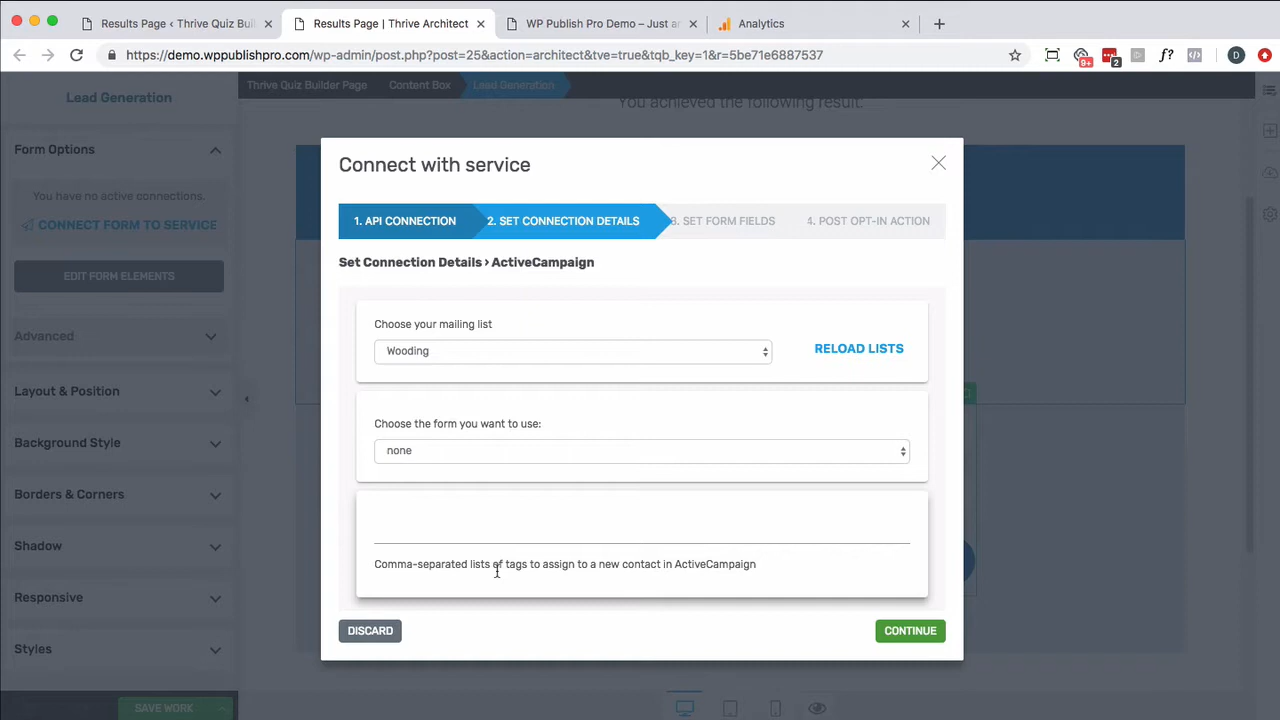 Results Page ‹ Thrive Quiz Buil
Results Page | Thrive Architect
WP Publish Pro Demo – Just an
Analytics
https://demo.wppublishpro.com/wp-admin/post.php?post=25&action=architect&tve=true&tqb_key=1&r=5be71e6887537
9+
2
f?
D
Lead Generation
Thrive Quiz Builder Page
Content Box
Lead Generation
You achieved the following result:
Form Options
You have no active connections.
CONNECT FORM TO SERVICE
EDIT FORM ELEMENTS
Advanced
Layout & Position
Background Style
Borders & Corners
Shadow
Responsive
Styles
SAVE WORK
Connect with service
1. API CONNECTION
2. SET CONNECTION DETAILS
3. SET FORM FIELDS
4. POST OPT-IN ACTION
Set Connection Details › ActiveCampaign
Choose your mailing list
Wooding
RELOAD LISTS
Choose the form you want to use:
none
Comma-separated lists of tags to assign to a new contact in ActiveCampaign
DISCARD
CONTINUE